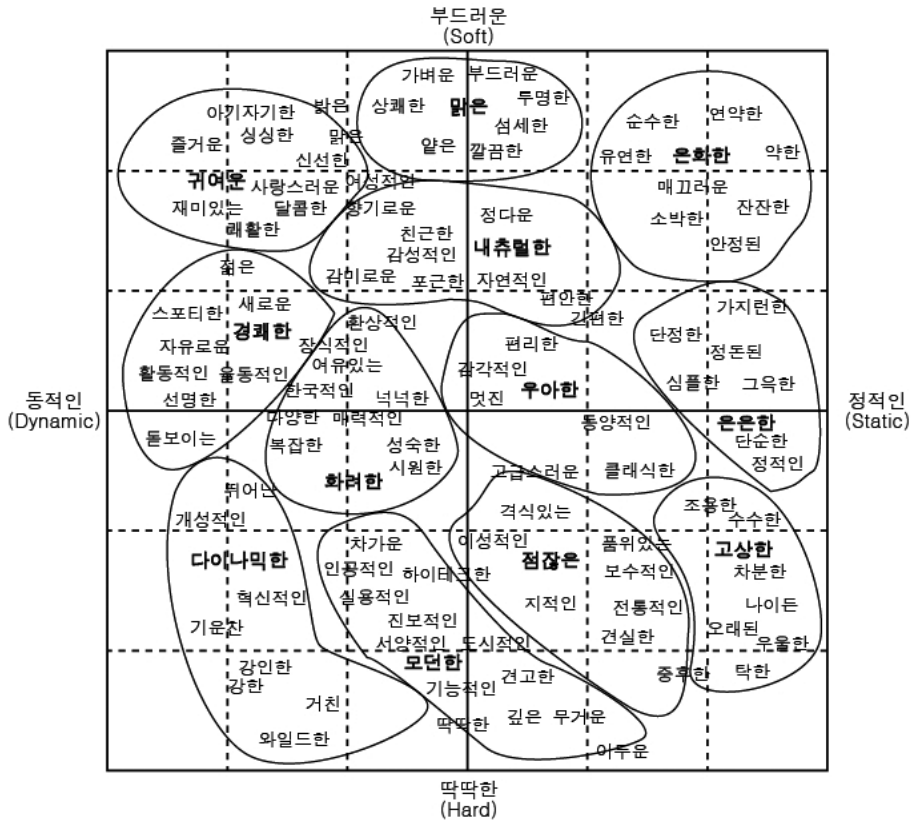 부드러운
(Soft)
가벼운 부드러운
아기자기한 밝은 상쾌한 맑은 투명한
순수한 연약한
싱싱한 맑은 섬세한
즐거운 얕은 깔끔한
신선한 유연한 은화한 약한
귀여운 사랑스러운 여성적인 매끄러운
재미있는 달콤한 향기로운 정다운 소박한 잔잔한
쾌활한 친근한 내츄럴한 안정된
감성적인
젊은 감미로운 포근한 자연적인
새로운 편안한 가지런한
스포티한 환상적인 간편한
경쾌한 단정한
자유로운 장식적인 편리한 정돈된
활동적인 율동적인 여유있는 감각적인 심플한 그윽한
선명한 한국적인 넉넉한 멋진 우아한
동적인
(Dynamic)
정적인
(Static)
다양한 매력적인 동양적인 은은한
돋보이는 복잡한 성숙한 단순한
시원한 고급스러운 클래식한 정적인
화려한
뛰어난 조용한
개성적인 격식있는 수수한
차가운 이성적인 품위있는 고상한
다이나믹한 인공적인 하이테크한 점잖은 보수적인 차분한
혁신적인 실용적인 지적인 전통적인 나이든
기운찬 진보적인 견실한 오래된
서양적인 도시적인 우울한
강인한 모던한 견고한 중후한 탁한
강한 기능적인
거친 딱딱한 깊은 무거운
와일드한 어두운
딱딱한
(Hard)